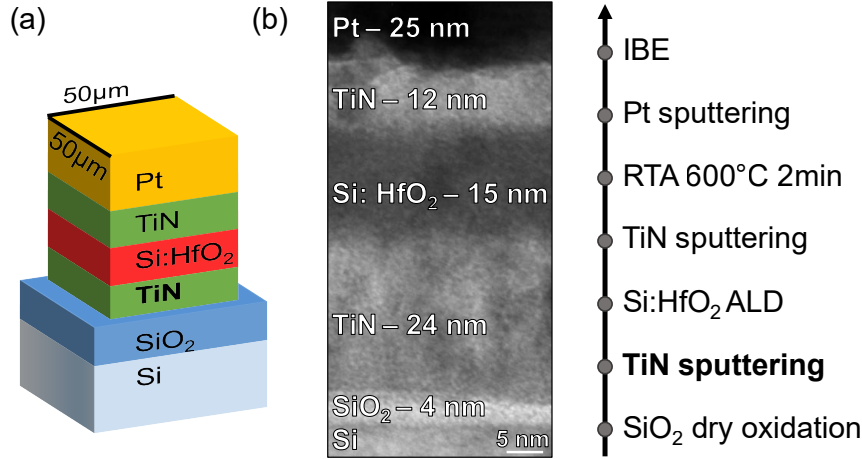 (a)
50µm
50µm
Pt
TiN
Si:HfO₂
TiN
SiO₂
Si
(b)
Pt – 25 nm
TiN – 12 nm
Si: HfO₂ – 15 nm
TiN – 24 nm
SiO₂ – 4 nm
Si
5 nm
IBE
Pt sputtering
RTA 600°C 2min
TiN sputtering
Si:HfO₂ ALD
TiN sputtering
SiO₂ dry oxidation